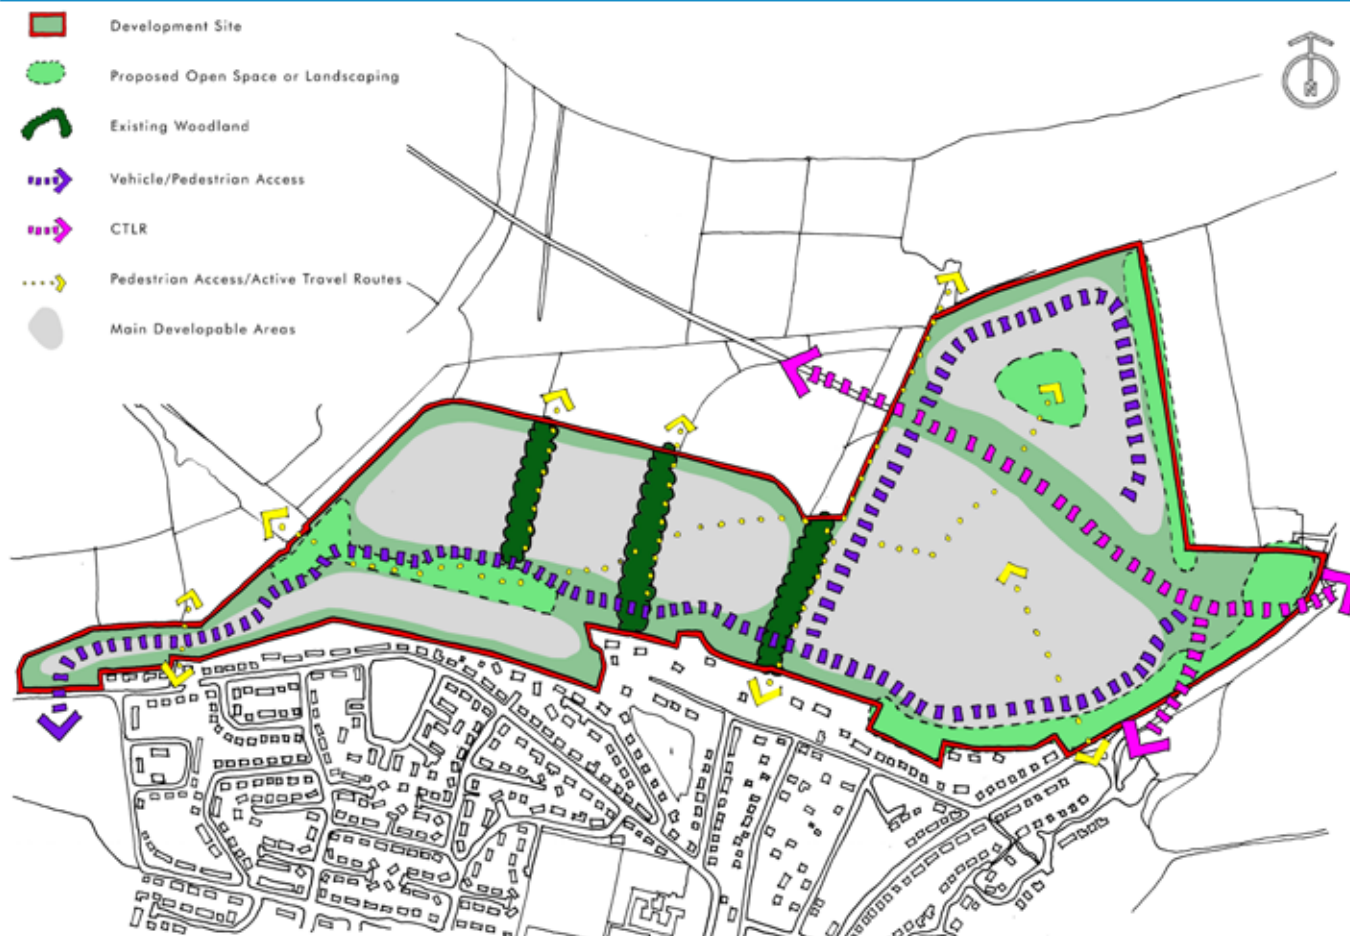 Development Site
Proposed Open Space or Landscaping
Existing Woodland
Vehicle/Pedestrian Access
CTLR
Pedestrian Access/Active Travel Routes
Main Developable Areas
N